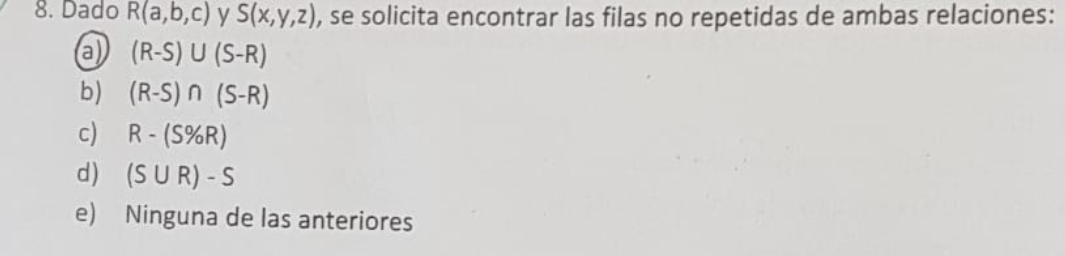 8. Dado R(a,b,c) y S(x,y,z), se solicita encontrar las filas no repetidas de ambas relaciones:
a) (R-S) U (S-R)
b) (R-S) ∩ (S-R)
c) R - (S%R)
d) (S U R) - S
e) Ninguna de las anteriores